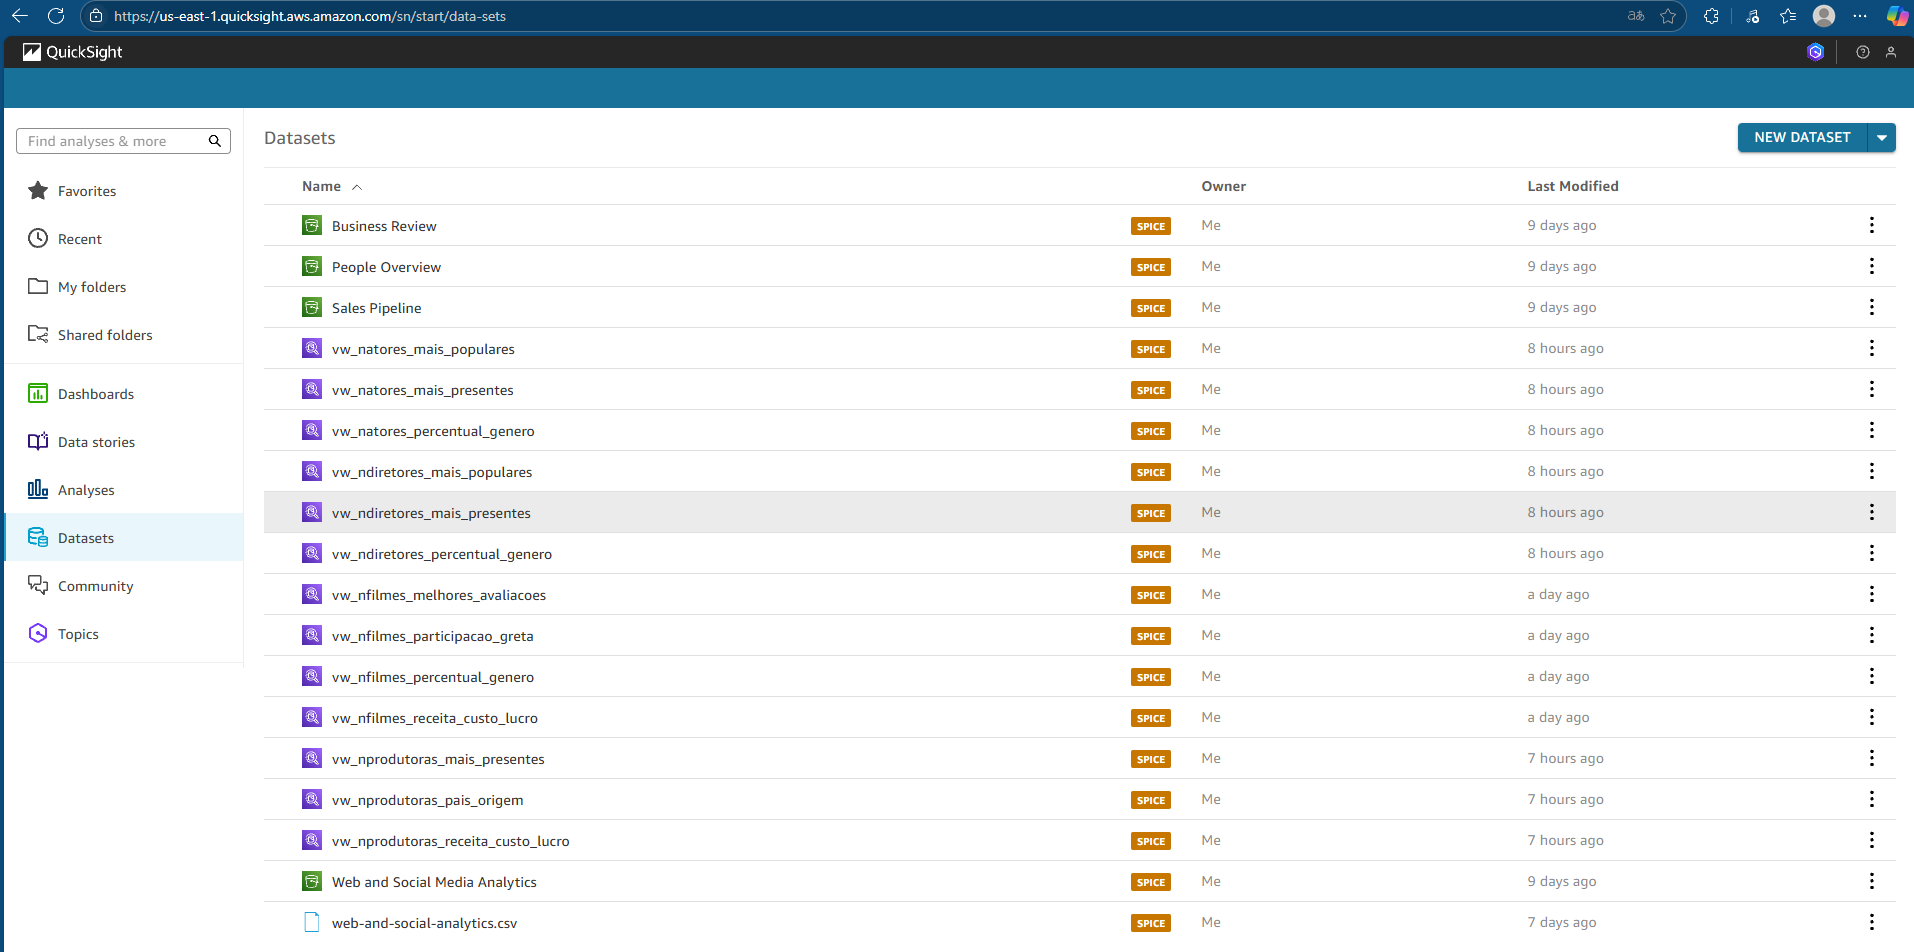 https://us-east-1.quicksight.aws.amazon.com/sn/start/data-sets
QuickSight
Find analyses & more
Favorites
Recent
My folders
Shared folders
Dashboards
Data stories
Analyses
Datasets
Community
Topics
Datasets
NEW DATASET
Name Owner Last Modified
Business Review SPICE Me 9 days ago
People Overview SPICE Me 9 days ago
Sales Pipeline SPICE Me 9 days ago
vw_natores_mais_populares SPICE Me 8 hours ago
vw_natores_mais_presentes SPICE Me 8 hours ago
vw_natores_percentual_genero SPICE Me 8 hours ago
vw_ndiretores_mais_populares SPICE Me 8 hours ago
vw_ndiretores_mais_presentes SPICE Me 8 hours ago
vw_ndiretores_percentual_genero SPICE Me 8 hours ago
vw_nfilmes_melhores_avaliacoes SPICE Me a day ago
vw_nfilmes_participacao_greta SPICE Me a day ago
vw_nfilmes_percentual_genero SPICE Me a day ago
vw_nfilmes_receita_custo_lucro SPICE Me a day ago
vw_nprodutoras_mais_presentes SPICE Me 7 hours ago
vw_nprodutoras_pais_origem SPICE Me 7 hours ago
vw_nprodutoras_receita_custo_lucro SPICE Me 7 hours ago
Web and Social Media Analytics SPICE Me 9 days ago
web-and-social-analytics.csv SPICE Me 7 days ago